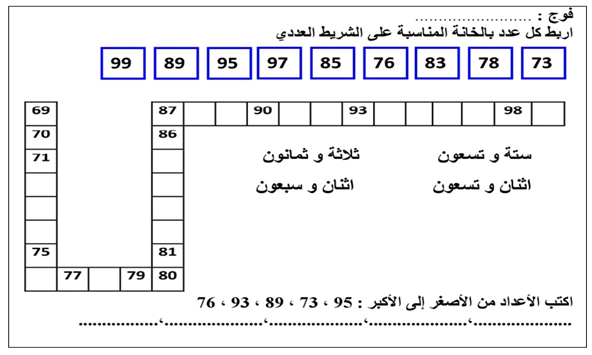 فوج : ........................
اربط كل عدد بالخانة المناسبة على الشريط العددي
99 89 95 97 85 76 83 78 73
69 87 90 93 98
70 86
71
ستة و تسعون ثلاثة و ثمانون
اثنان و تسعون اثنان و سبعون
75 81
77 79 80
اكتب الأعداد من الأصغر إلى الأكبر : 95 ، 73 ، 89 ، 93 ، 76
....................،....................،....................،....................،................